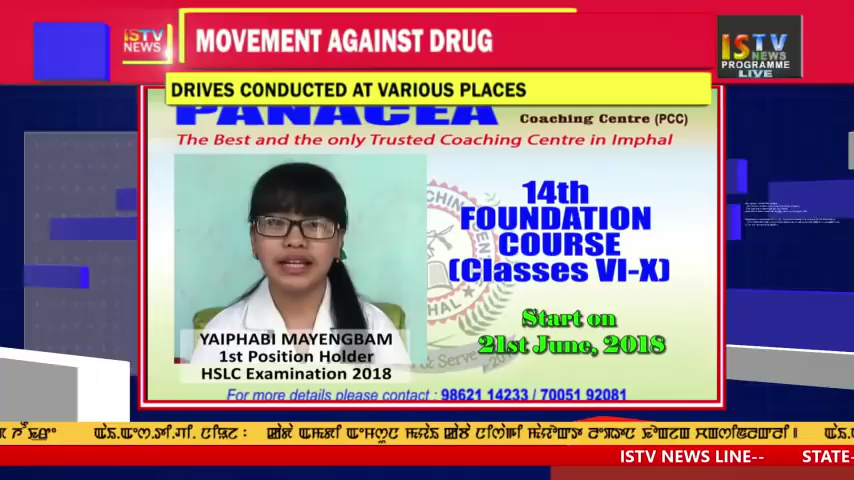 ISTV
NEWS
MOVEMENT AGAINST DRUG
ISTV
NEWS
PROGRAMME
LIVE
DRIVES CONDUCTED AT VARIOUS PLACES
PANACEA
Coaching Centre (PCC)
The Best and the only Trusted Coaching Centre in Imphal
14th
FOUNDATION
COURSE
(Classes VI-X)
Start on
21st June, 2018
YAIPHABI MAYENGBAM
1st Position Holder
HSLC Examination 2018
For more details please contact : 98621 14233 / 70051 92081
ISTV NEWS LINE-- STATE-